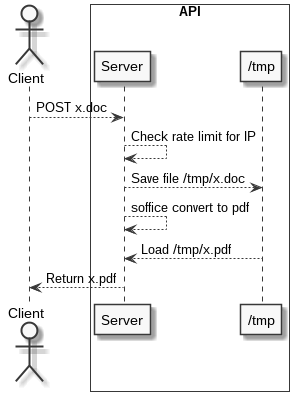 API
Client
Server
/tmp
POST x.doc
Check rate limit for IP
Save file /tmp/x.doc
soffice convert to pdf
Load /tmp/x.pdf
Return x.pdf
Client
Server
/tmp